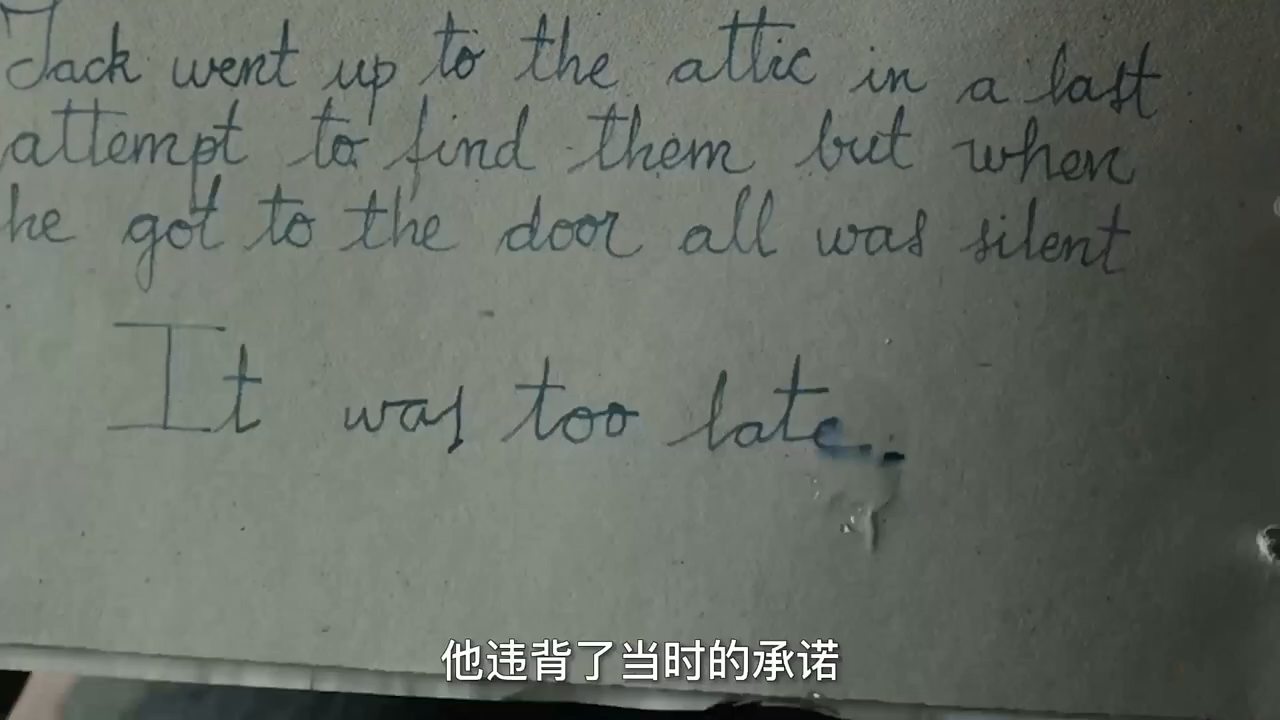 Jack went up to the attic in a last
attempt to find them but when
he got to the door all was silent
It was too late.
他违背了当时的承诺